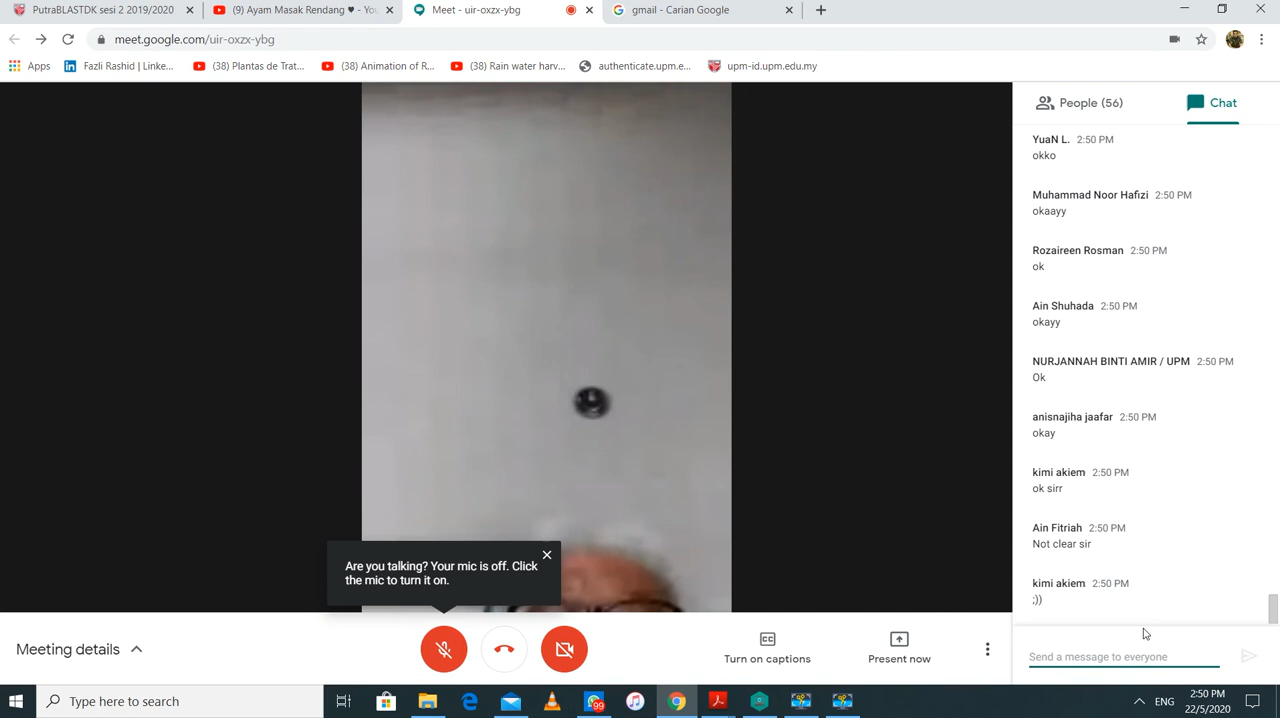 PutraBLASTDK sesi 2 2019/2020
(9) Ayam Masak Rendang ♥ - You
Meet - uir-oxzx-ybg
gmail - Carian Google
meet.google.com/uir-oxzx-ybg
Apps
Fazli Rashid | Linke...
(38) Plantas de Trat...
(38) Animation of R...
(38) Rain water harv...
authenticate.upm.e...
upm-id.upm.edu.my
People (56)
Chat
YuaN L. 2:50 PM
okko
Muhammad Noor Hafizi 2:50 PM
okaayy
Rozaireen Rosman 2:50 PM
ok
Ain Shuhada 2:50 PM
okayy
NURJANNAH BINTI AMIR / UPM 2:50 PM
Ok
anisnajiha jaafar 2:50 PM
okay
kimi akiem 2:50 PM
ok sirr
Ain Fitriah 2:50 PM
Not clear sir
kimi akiem 2:50 PM
;))
Are you talking? Your mic is off. Click
the mic to turn it on.
Meeting details
CC
Turn on captions
Present now
Send a message to everyone
Type here to search
99
ENG
2:50 PM
22/5/2020